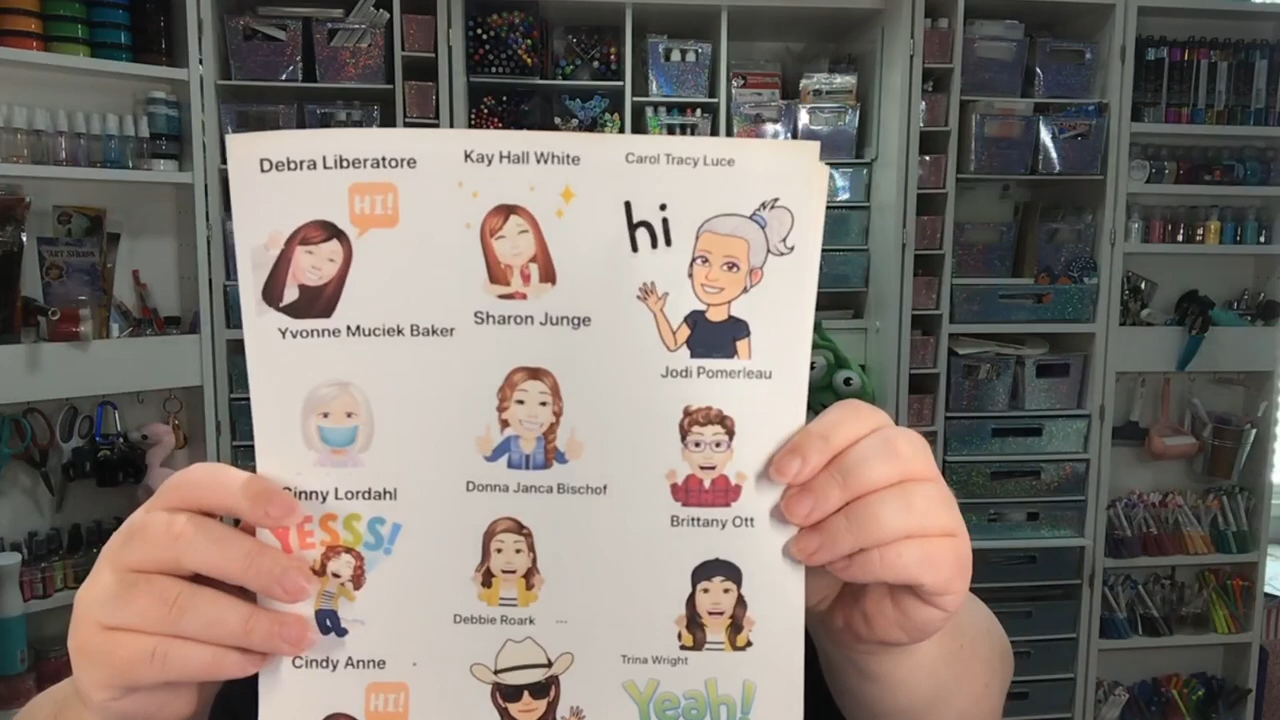 Debra Liberatore
Kay Hall White
Carol Tracy Luce
HI!
hi
Yvonne Muciek Baker
Sharon Junge
Jodi Pomerleau
Ginny Lordahl
Donna Janca Bischof
Brittany Ott
YESSS!
Debbie Roark ...
Cindy Anne
Trina Wright
HI!
Yeah!